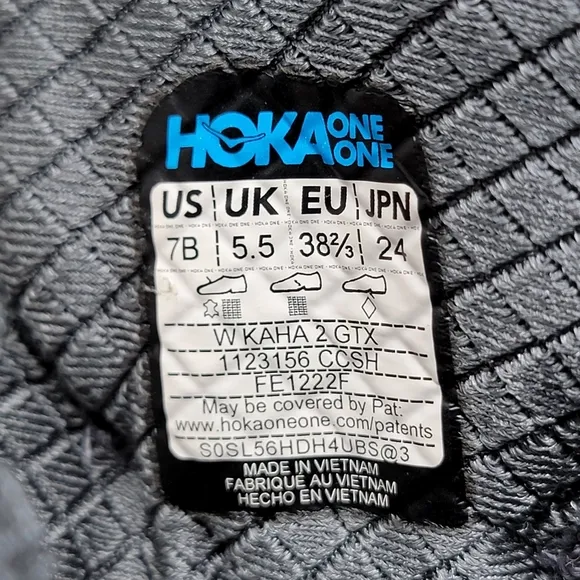 HOKA ONE ONE
US UK EU JPN
7B 5.5 38⅔ 24
W KAHA 2 GTX
1123156 CCSH
FE1222F
May be covered by Pat:
www.hokaoneone.com/patents
S0SL56HDH4UBS@3
MADE IN VIETNAM
FABRIQUÉ AU VIETNAM
HECHO EN VIETNAM